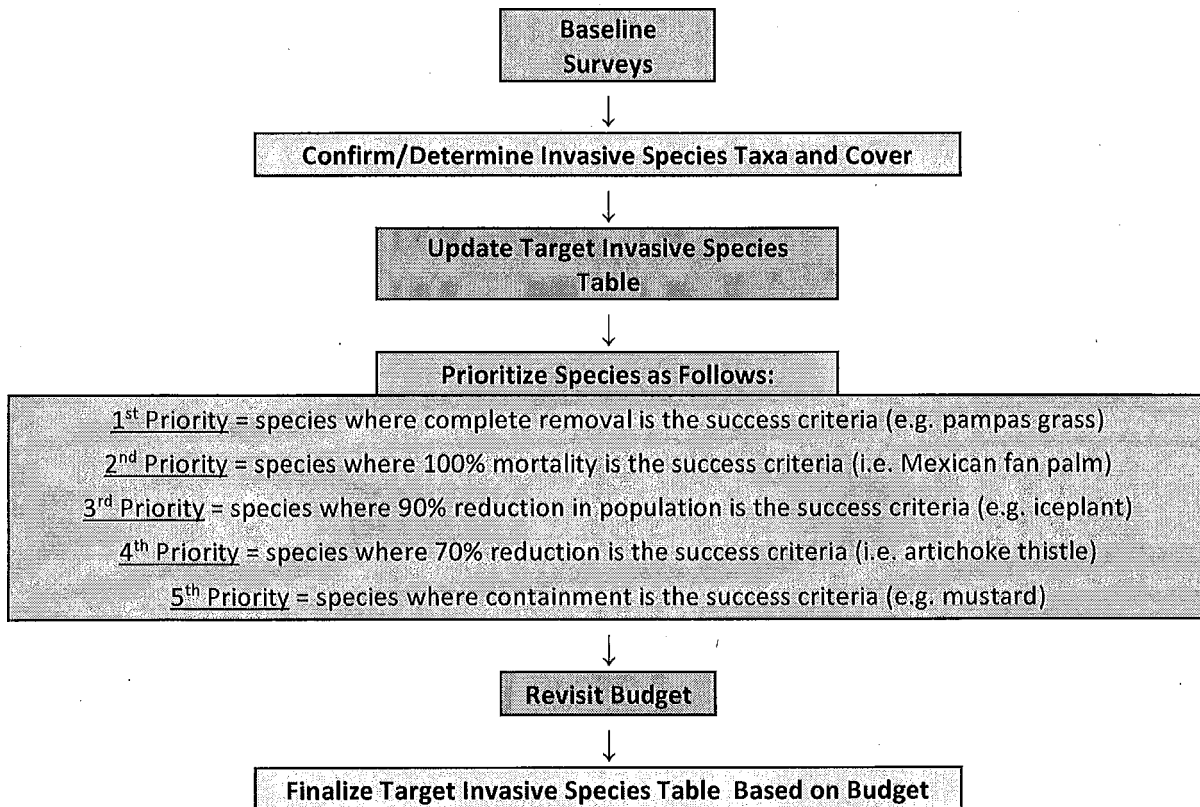 Baseline
Surveys
↓
Confirm/Determine Invasive Species Taxa and Cover
↓
Update Target Invasive Species
Table
↓
Prioritize Species as Follows:
1st Priority = species where complete removal is the success criteria (e.g. pampas grass)
2nd Priority = species where 100% mortality is the success criteria (i.e. Mexican fan palm)
3rd Priority = species where 90% reduction in population is the success criteria (e.g. iceplant)
4th Priority = species where 70% reduction is the success criteria (i.e. artichoke thistle)
5th Priority = species where containment is the success criteria (e.g. mustard)
↓
Revisit Budget
↓
Finalize Target Invasive Species Table Based on Budget